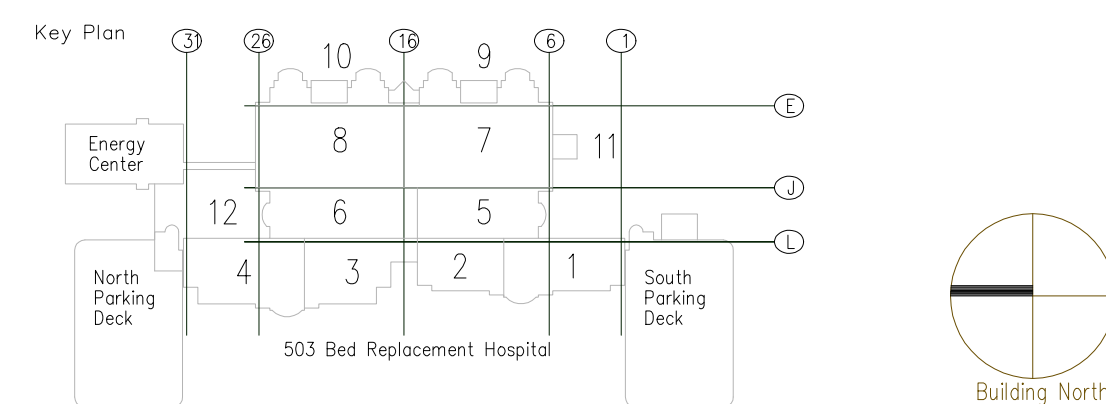 Key Plan
31 26 16 6 1
10 9
E
Energy
Center
8 7 11
J
12 6 5
L
4 3 2 1
North
Parking
Deck
South
Parking
Deck
503 Bed Replacement Hospital
Building North